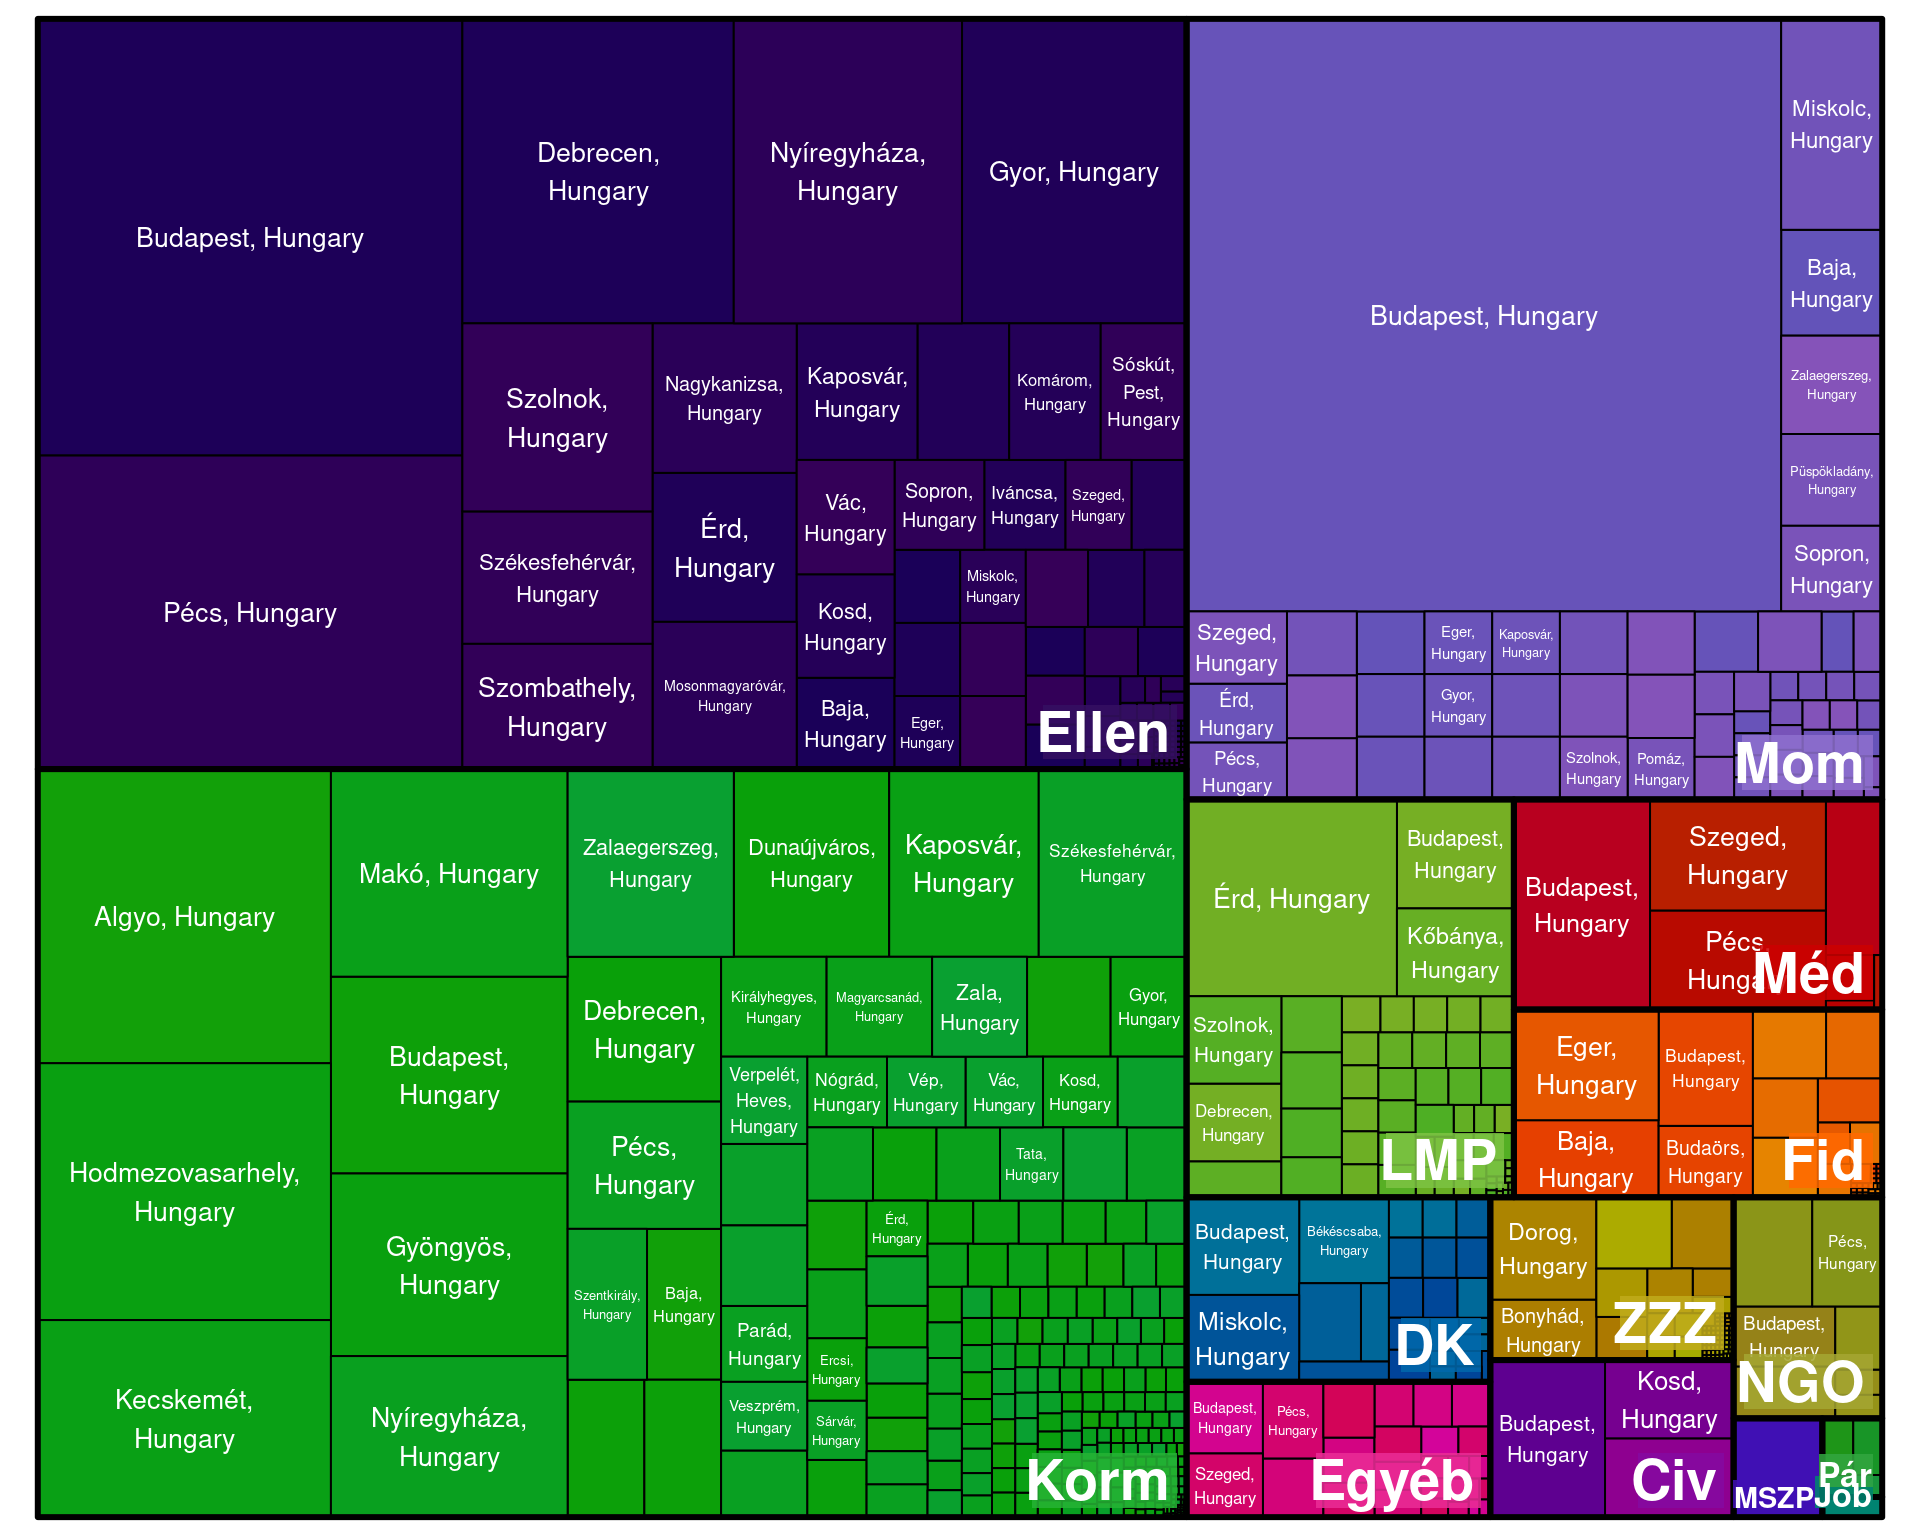 Budapest, Hungary
Debrecen,
Hungary
Nyíregyháza,
Hungary
Gyor, Hungary
Pécs, Hungary
Szolnok,
Hungary
Székesfehérvár,
Hungary
Szombathely,
Hungary
Nagykanizsa,
Hungary
Érd,
Hungary
Mosonmagyaróvár,
Hungary
Kaposvár,
Hungary
Komárom,
Hungary
Sóskút,
Pest,
Hungary
Vác,
Hungary
Kosd,
Hungary
Baja,
Hungary
Sopron,
Hungary
Iváncsa,
Hungary
Szeged,
Hungary
Miskolc,
Hungary
Eger,
Hungary
Ellen
Budapest, Hungary
Miskolc,
Hungary
Baja,
Hungary
Zalaegerszeg,
Hungary
Püspökladány,
Hungary
Sopron,
Hungary
Szeged,
Hungary
Érd,
Hungary
Pécs,
Hungary
Eger,
Hungary
Kaposvár,
Hungary
Gyor,
Hungary
Szolnok,
Hungary
Pomáz,
Hungary
Mom
Algyo, Hungary
Hodmezovasarhely,
Hungary
Kecskemét,
Hungary
Makó, Hungary
Budapest,
Hungary
Gyöngyös,
Hungary
Nyíregyháza,
Hungary
Zalaegerszeg,
Hungary
Dunaújváros,
Hungary
Kaposvár,
Hungary
Székesfehérvár,
Hungary
Debrecen,
Hungary
Pécs,
Hungary
Szentkirály,
Hungary
Baja,
Hungary
Királyhegyes,
Hungary
Magyarcsanád,
Hungary
Zala,
Hungary
Gyor,
Hungary
Verpelét,
Heves,
Hungary
Nógrád,
Hungary
Vép,
Hungary
Vác,
Hungary
Kosd,
Hungary
Tata,
Hungary
Érd,
Hungary
Parád,
Hungary
Ercsi,
Hungary
Veszprém,
Hungary
Sárvár,
Hungary
Korm
Érd, Hungary
Budapest,
Hungary
Kőbánya,
Hungary
Szolnok,
Hungary
Debrecen,
Hungary
LMP
Budapest,
Hungary
Szeged,
Hungary
Pécs,
Hungary
Méd
Eger,
Hungary
Baja,
Hungary
Budapest,
Hungary
Budaörs,
Hungary
Fid
Budapest,
Hungary
Miskolc,
Hungary
Békéscsaba,
Hungary
DK
Dorog,
Hungary
Bonyhád,
Hungary
ZZZ
Pécs,
Hungary
Budapest,
Hungary
NGO
Budapest,
Hungary
Szeged,
Hungary
Pécs,
Hungary
Egyéb
Budapest,
Hungary
Kosd,
Hungary
Civ
MSZP
Pár
Job